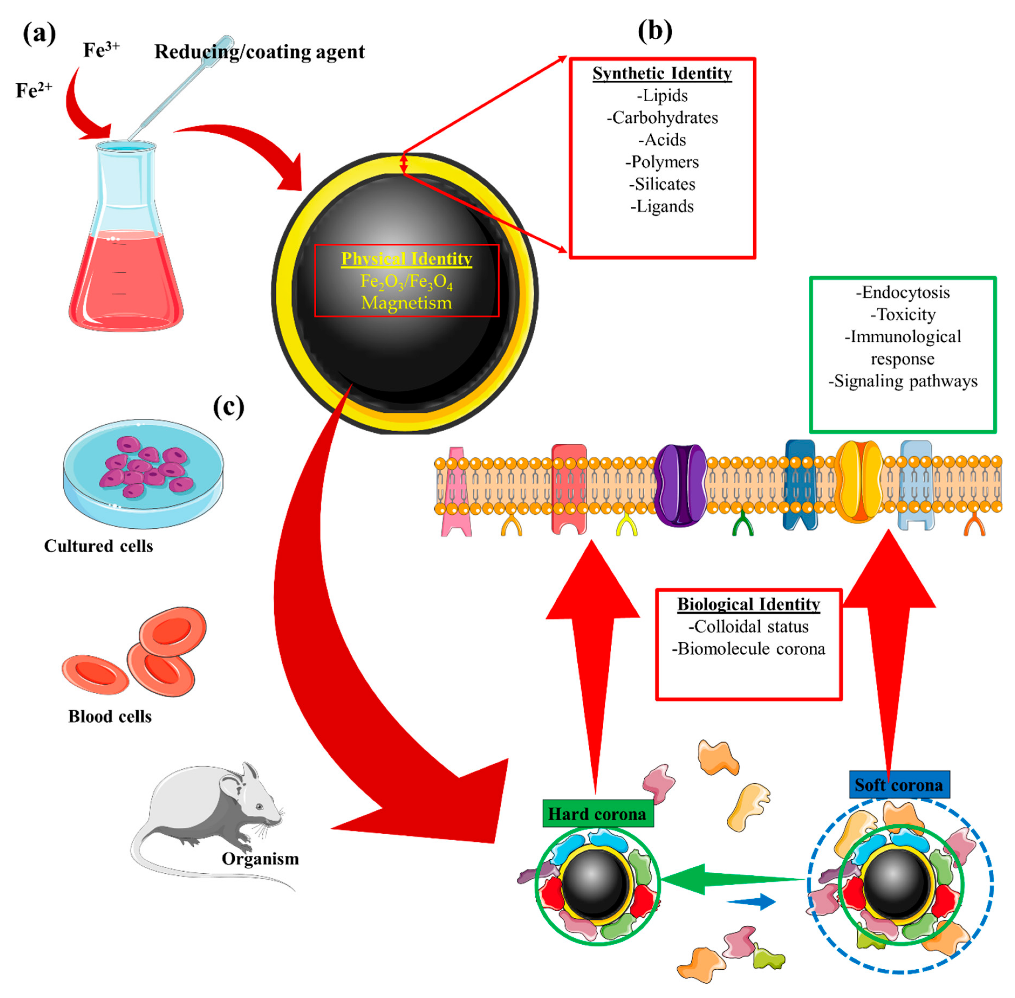 (a)
Fe³⁺
Fe²⁺
Reducing/coating agent
(b)
Synthetic Identity
-Lipids
-Carbohydrates
-Acids
-Polymers
-Silicates
-Ligands
Physical Identity
Fe₂O₃/Fe₃O₄
Magnetism
-Endocytosis
-Toxicity
-Immunological
response
-Signaling pathways
(c)
Cultured cells
Blood cells
Organism
Biological Identity
-Colloidal status
-Biomolecule corona
Hard corona
Soft corona